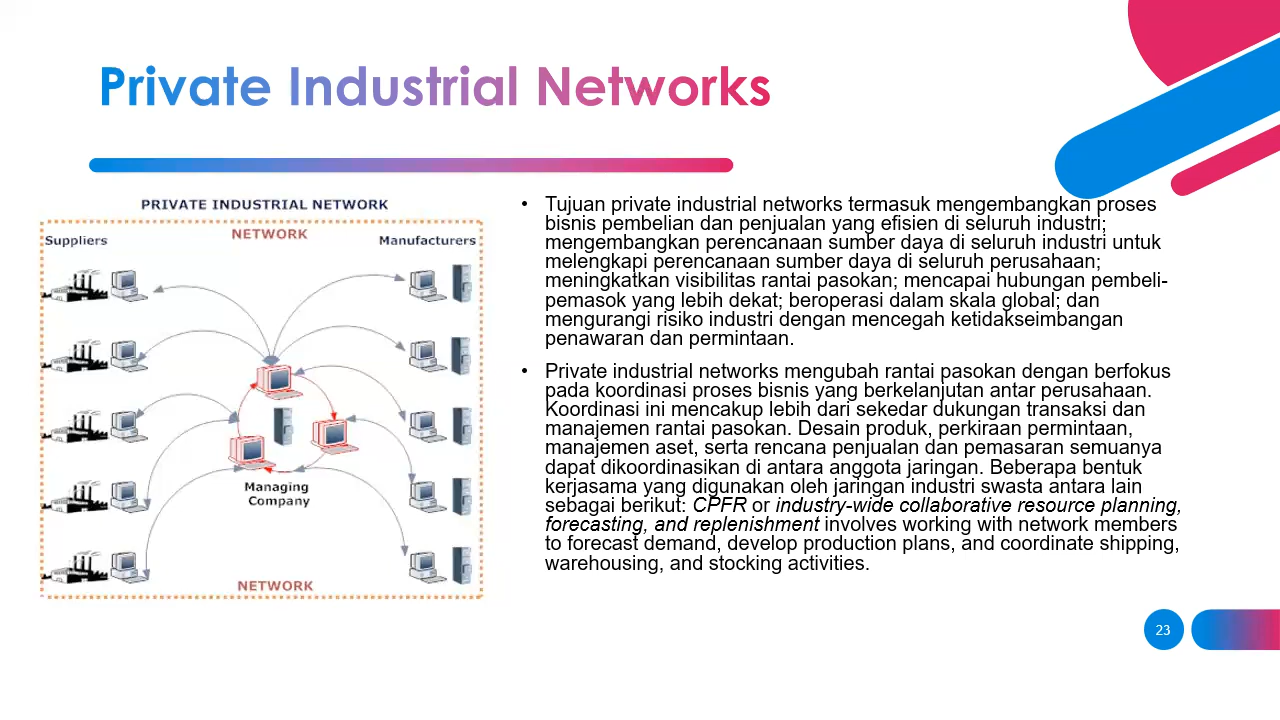 Private Industrial Networks
PRIVATE INDUSTRIAL NETWORK
NETWORK
Suppliers
Manufacturers
Managing
Company
NETWORK
• Tujuan private industrial networks termasuk mengembangkan proses
bisnis pembelian dan penjualan yang efisien di seluruh industri;
mengembangkan perencanaan sumber daya di seluruh industri untuk
melengkapi perencanaan sumber daya di seluruh perusahaan;
meningkatkan visibilitas rantai pasokan; mencapai hubungan pembeli-
pemasok yang lebih dekat; beroperasi dalam skala global; dan
mengurangi risiko industri dengan mencegah ketidakseimbangan
penawaran dan permintaan.
• Private industrial networks mengubah rantai pasokan dengan berfokus
pada koordinasi proses bisnis yang berkelanjutan antar perusahaan.
Koordinasi ini mencakup lebih dari sekedar dukungan transaksi dan
manajemen rantai pasokan. Desain produk, perkiraan permintaan,
manajemen aset, serta rencana penjualan dan pemasaran semuanya
dapat dikoordinasikan di antara anggota jaringan. Beberapa bentuk
kerjasama yang digunakan oleh jaringan industri swasta antara lain
sebagai berikut: CPFR or industry-wide collaborative resource planning,
forecasting, and replenishment involves working with network members
to forecast demand, develop production plans, and coordinate shipping,
warehousing, and stocking activities.
23